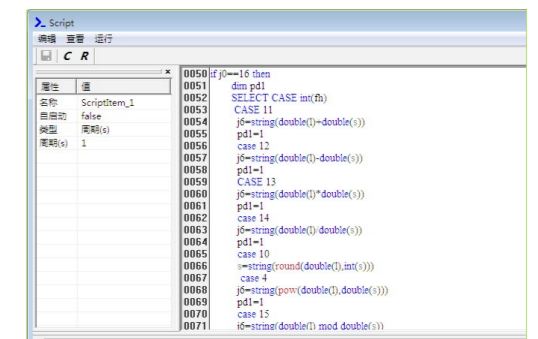 Script
编辑 查看 运行
C R
×
属性 值
名称 ScriptItem_1
自启动 false
类型 周期(s)
周期(s) 1
0050 if j0==16 then
0051 dim pd1
0052 SELECT CASE int(fh)
0053 CASE 11
0054 j6=string(double(I)+double(s))
0055 pd1=1
0056 case 12
0057 j6=string(double(I)-double(s))
0058 pd1=1
0059 CASE 13
0060 j6=string(double(I)*double(s))
0061 pd1=1
0062 case 14
0063 j6=string(double(I)/double(s))
0064 pd1=1
0065 case 10
0066 s=string(round(double(I),int(s)))
0067 case 4
0068 j6=string(pow(double(I),double(s)))
0069 pd1=1
0070 case 15
0071 j6=string(double(I) mod double(s))